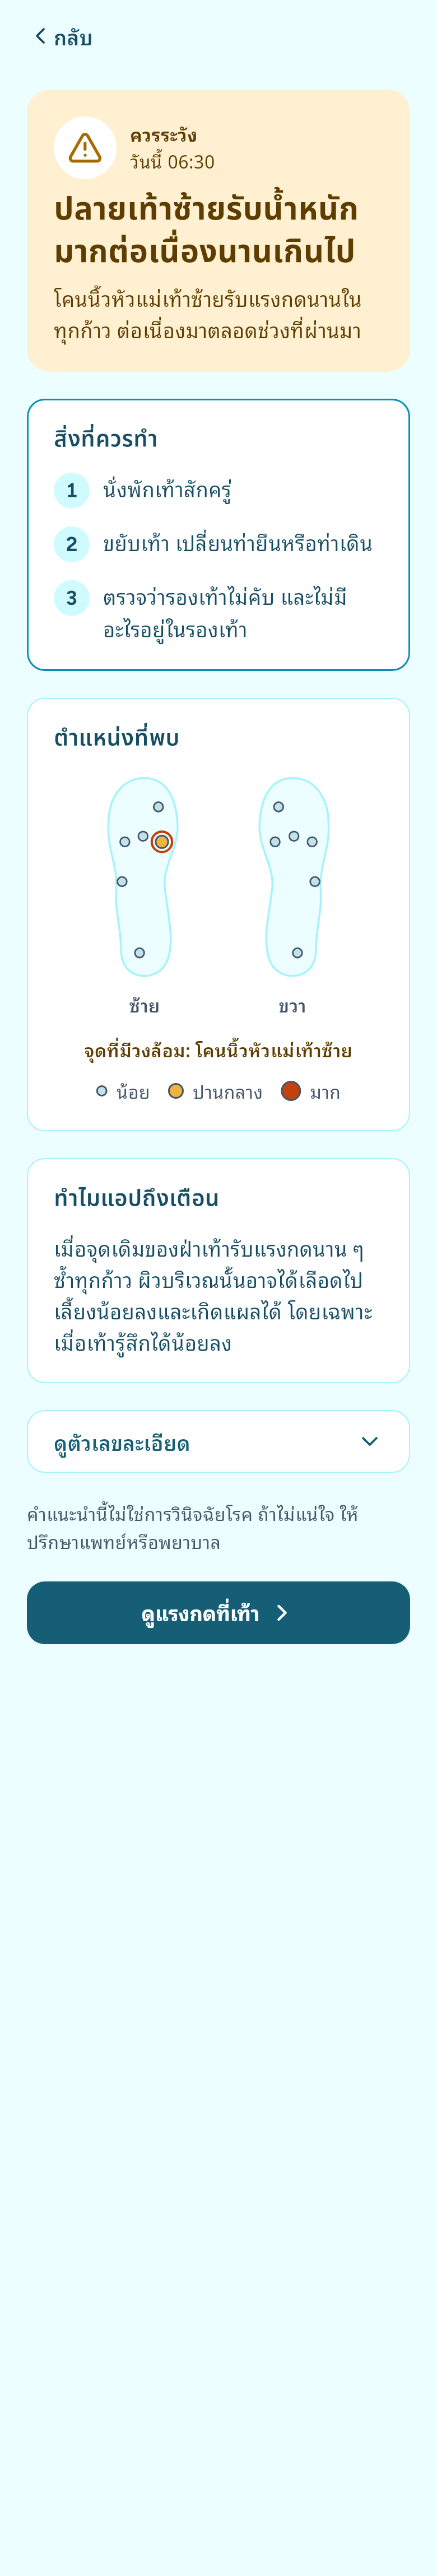 กลับ
ควรระวัง
วันนี้ 06:30
ปลายเท้าซ้ายรับน้ำหนัก
มากต่อเนื่องนานเกินไป
โคนนิ้วหัวแม่เท้าซ้ายรับแรงกดนานใน
ทุกก้าว ต่อเนื่องมาตลอดช่วงที่ผ่านมา
สิ่งที่ควรทำ
1 นั่งพักเท้าสักครู่
2 ขยับเท้า เปลี่ยนท่ายืนหรือท่าเดิน
3 ตรวจว่ารองเท้าไม่คับ และไม่มี
อะไรอยู่ในรองเท้า
ตำแหน่งที่พบ
ซ้าย ขวา
จุดที่มีวงล้อม: โคนนิ้วหัวแม่เท้าซ้าย
น้อย ปานกลาง มาก
ทำไมแอปถึงเตือน
เมื่อจุดเดิมของฝ่าเท้ารับแรงกดนาน ๆ
ซ้ำทุกก้าว ผิวบริเวณนั้นอาจได้เลือดไป
เลี้ยงน้อยลงและเกิดแผลได้ โดยเฉพาะ
เมื่อเท้ารู้สึกได้น้อยลง
ดูตัวเลขละเอียด
คำแนะนำนี้ไม่ใช่การวินิจฉัยโรค ถ้าไม่แน่ใจ ให้
ปรึกษาแพทย์หรือพยาบาล
ดูแรงกดที่เท้า